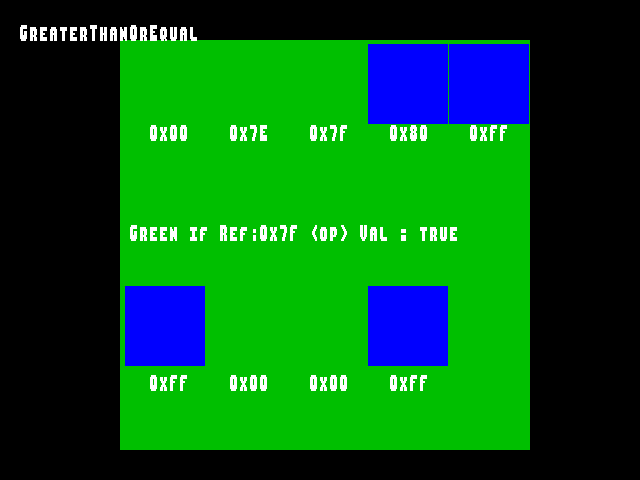 GreaterThanOrEqual
0x00 0x7E 0x7f 0x80 0xff
Green if Ref:0x7f (op) Val : true
0xff 0x00 0x00 0xff